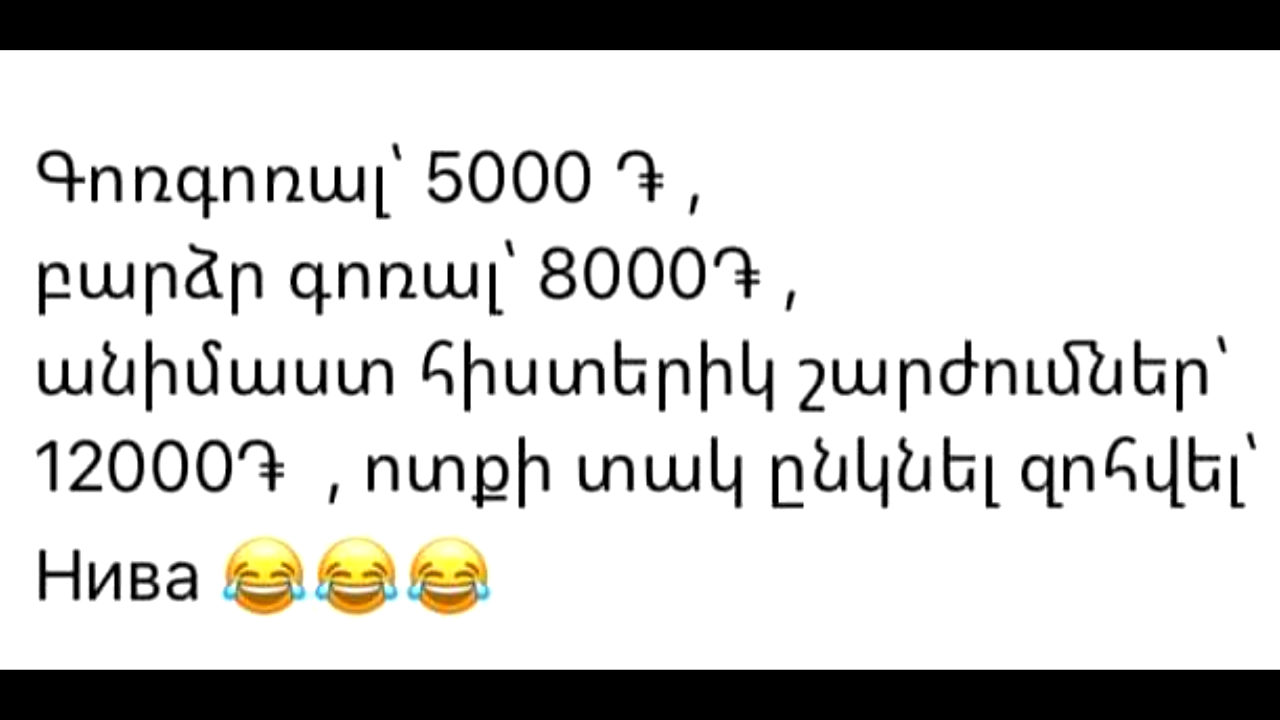 Գոռգոռալ՝ 5000 ֏ ,
բարձր գոռալ՝ 8000֏ ,
անիմաստ հիստերիկ շարժումներ՝
12000֏ , ոտքի տակ ընկնել զոհվել՝
Нива 😂😂😂